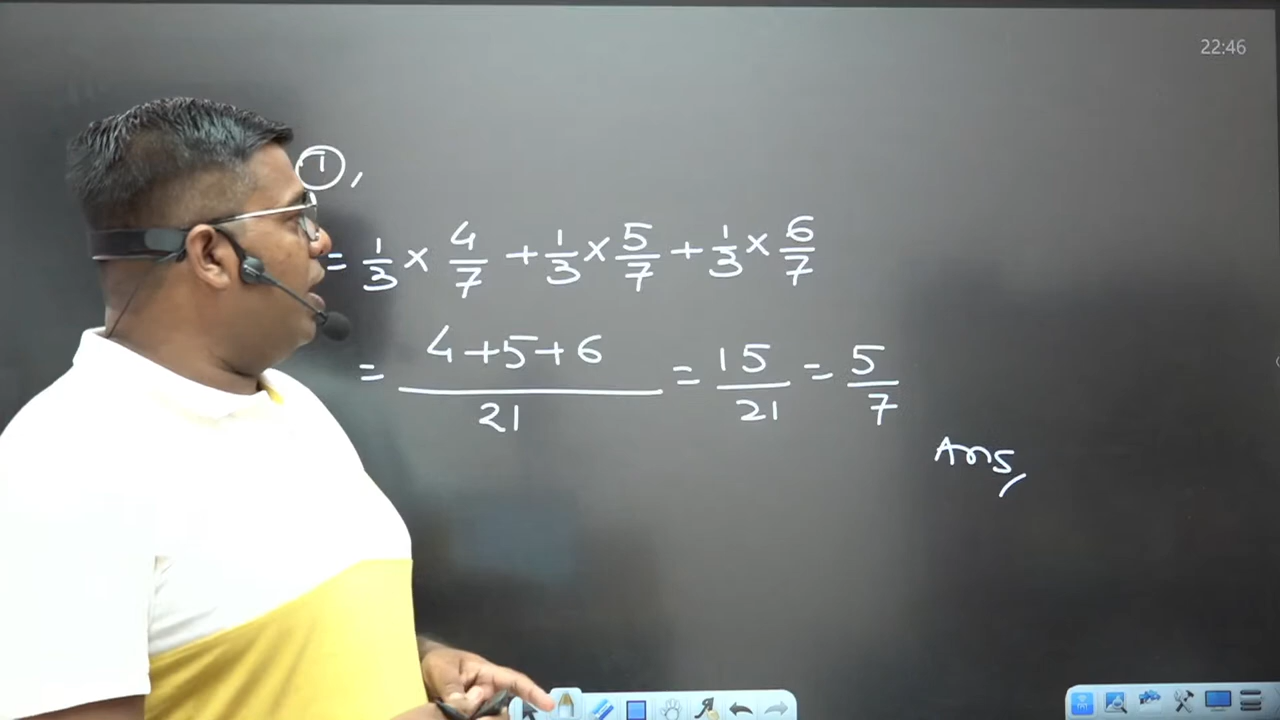 22:46
①,
= 1/3 × 4/7 + 1/3 × 5/7 + 1/3 × 6/7
= (4+5+6)/21 = 15/21 = 5/7
Ans,